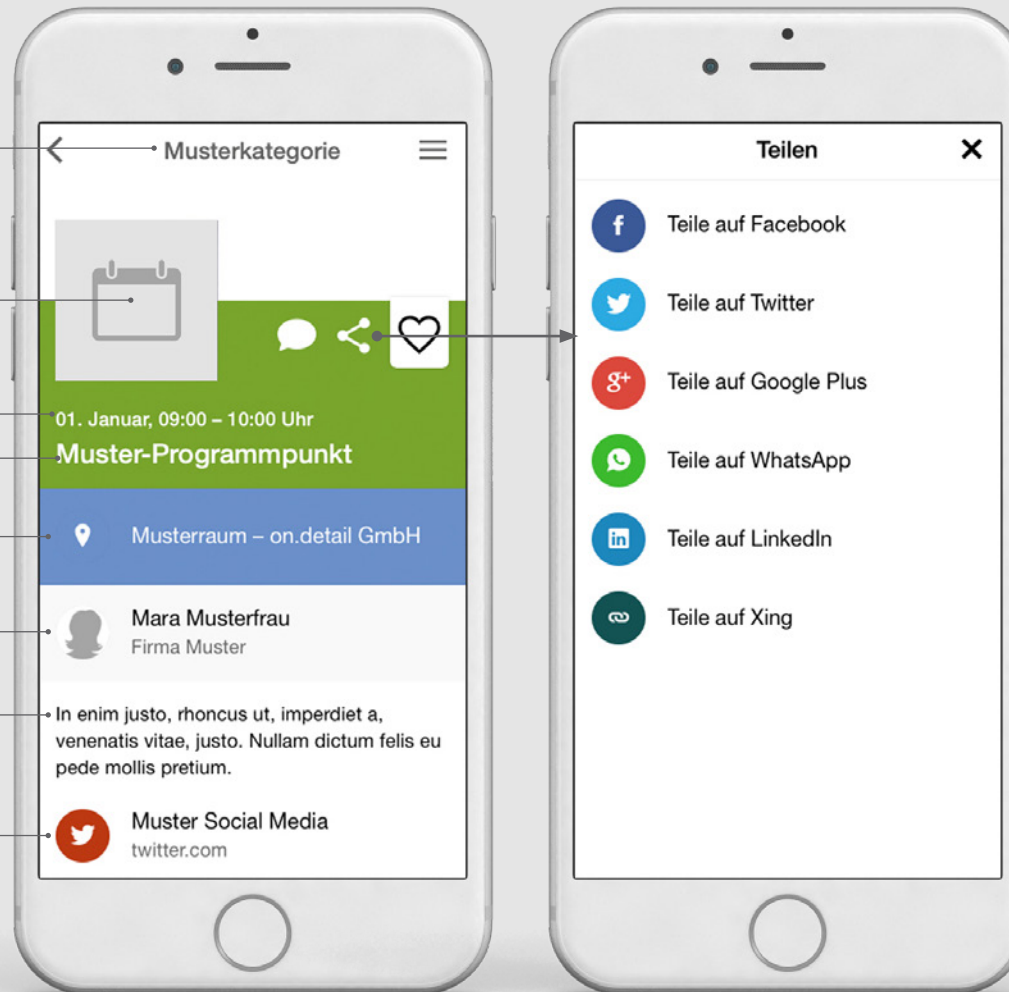 Musterkategorie
01. Januar, 09:00 – 10:00 Uhr
Muster-Programmpunkt
Musterraum – on.detail GmbH
Mara Musterfrau
Firma Muster
In enim justo, rhoncus ut, imperdiet a,
venenatis vitae, justo. Nullam dictum felis eu
pede mollis pretium.
Muster Social Media
twitter.com
Teilen
f
Teile auf Facebook
Teile auf Twitter
g+
Teile auf Google Plus
Teile auf WhatsApp
in
Teile auf LinkedIn
Teile auf Xing